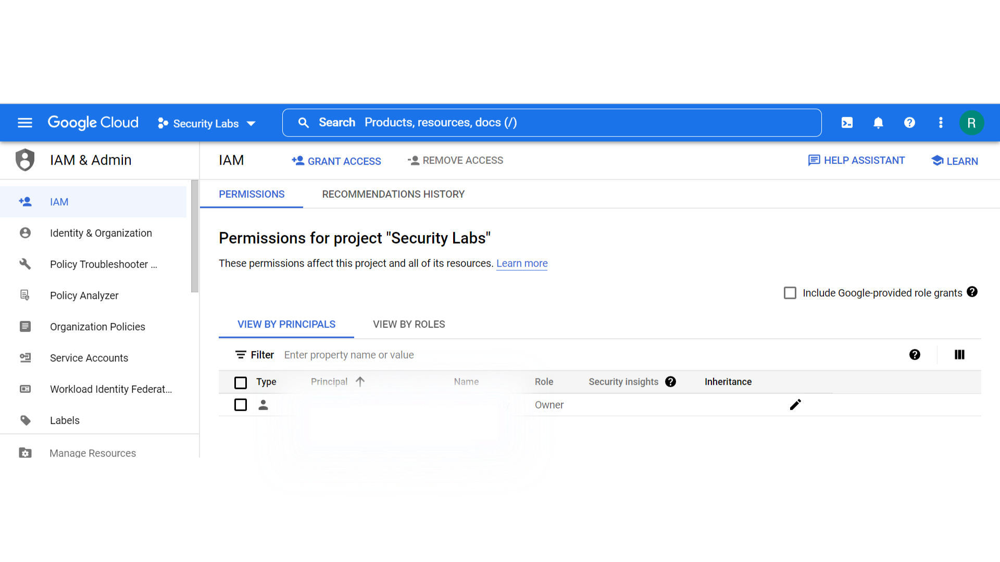 Google Cloud Security Labs Search Products, resources, docs (/) R
IAM & Admin
IAM GRANT ACCESS REMOVE ACCESS HELP ASSISTANT LEARN
PERMISSIONS RECOMMENDATIONS HISTORY
IAM
Identity & Organization
Policy Troubleshooter ...
Policy Analyzer
Organization Policies
Service Accounts
Workload Identity Federat...
Labels
Manage Resources
Permissions for project "Security Labs"
These permissions affect this project and all of its resources. Learn more
Include Google-provided role grants
VIEW BY PRINCIPALS VIEW BY ROLES
Filter Enter property name or value
Type Principal Name Role Security insights Inheritance
Owner